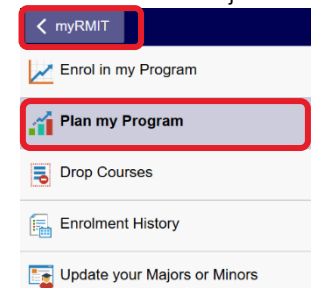 myRMIT
Enrol in my Program
Plan my Program
Drop Courses
Enrolment History
Update your Majors or Minors